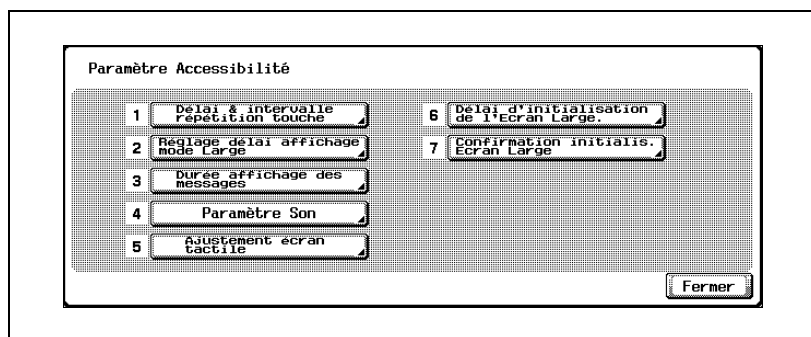 Paramètre Accessibilité
1 Délai & intervalle
répétition touche
2 Réglage délai affichage
mode Large
3 Durée affichage des
messages
4 Paramètre Son
5 Ajustement écran
tactile
6 Délai d'initialisation
de l'Ecran Large.
7 Confirmation initialis.
Ecran Large
Fermer